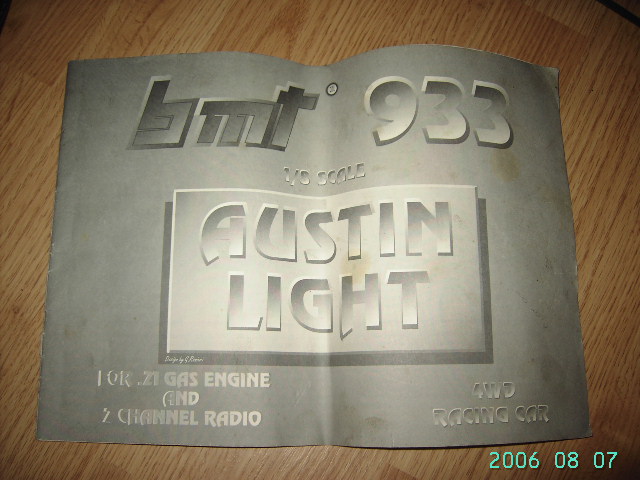 bmt 933
1/8 SCALE
AUSTIN
LIGHT
FOR .21 GAS ENGINE
AND
2 CHANNEL RADIO
4WD
RACING CAR
2006 08 07